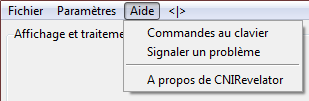 Fichier Paramètres Aide <|>
Affichage et traiteme
Commandes au clavier
Signaler un problème
A propos de CNIRevelator